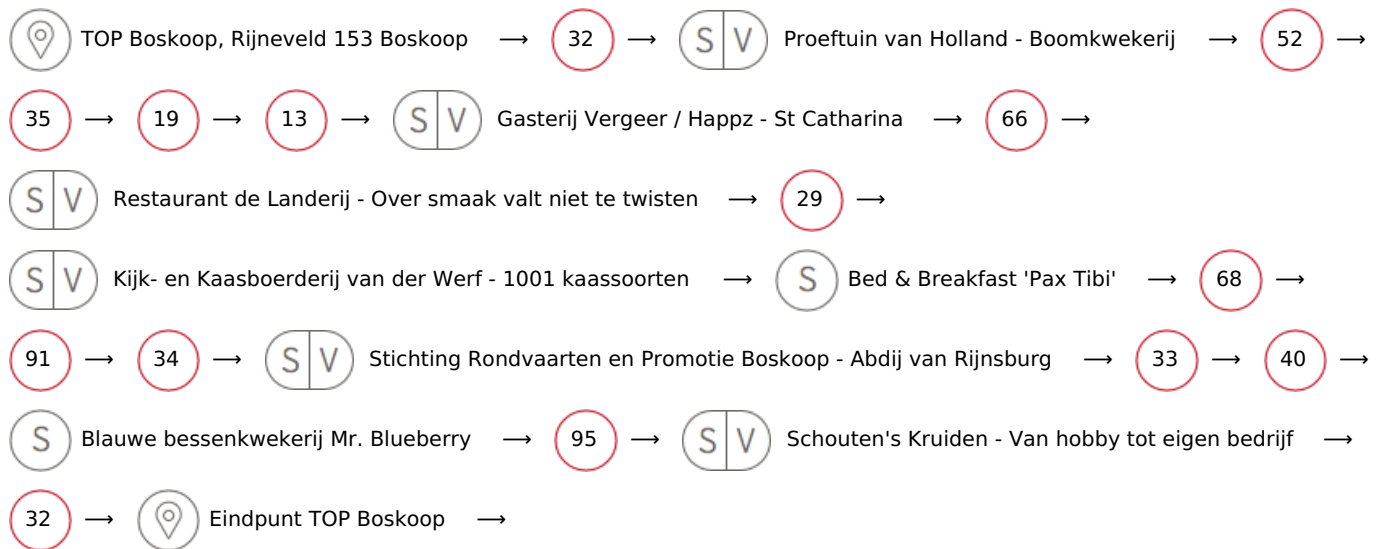 TOP Boskoop, Rijneveld 153 Boskoop → 32 → S V Proeftuin van Holland - Boomkwekerij → 52 →
35 → 19 → 13 → S V Gasterij Vergeer / Happz - St Catharina → 66 →
S V Restaurant de Landerij - Over smaak valt niet te twisten → 29 →
S V Kijk- en Kaasboerderij van der Werf - 1001 kaassoorten → S Bed & Breakfast 'Pax Tibi' → 68 →
91 → 34 → S V Stichting Rondvaarten en Promotie Boskoop - Abdij van Rijnsburg → 33 → 40 →
S Blauwe bessenkwekerij Mr. Blueberry → 95 → S V Schouten's Kruiden - Van hobby tot eigen bedrijf →
32 → Eindpunt TOP Boskoop →